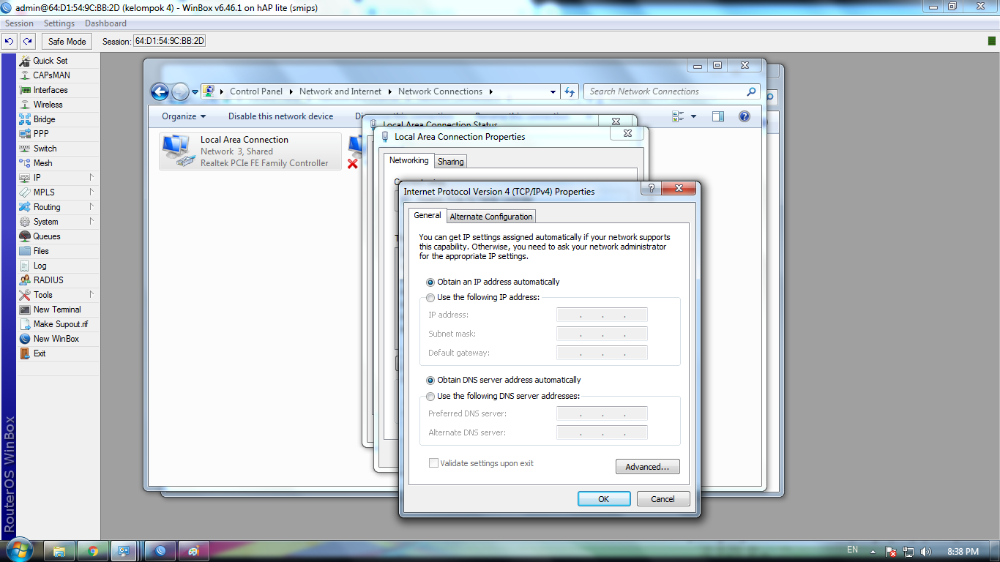 admin@64:D1:54:9C:BB:2D (kelompok 4) - WinBox v6.46.1 on hAP lite (smips)
Session Settings Dashboard
Safe Mode Session: 64:D1:54:9C:BB:2D
Quick Set
CAPsMAN
Interfaces
Wireless
Bridge
PPP
Switch
Mesh
IP
MPLS
Routing
System
Queues
Files
Log
RADIUS
Tools
New Terminal
Make Supout.rif
New WinBox
Exit
RouterOS WinBox
Control Panel Network and Internet Network Connections
Search Network Connections
Organize Disable this network device
Local Area Connection
Network 3, Shared
Realtek PCIe FE Family Controller
Local Area Connection Status
Local Area Connection Properties
Networking Sharing
Internet Protocol Version 4 (TCP/IPv4) Properties
General Alternate Configuration
You can get IP settings assigned automatically if your network supports
this capability. Otherwise, you need to ask your network administrator
for the appropriate IP settings.
Obtain an IP address automatically
Use the following IP address:
IP address:
Subnet mask:
Default gateway:
Obtain DNS server address automatically
Use the following DNS server addresses:
Preferred DNS server:
Alternate DNS server:
Validate settings upon exit
Advanced...
OK Cancel
EN 8:38 PM